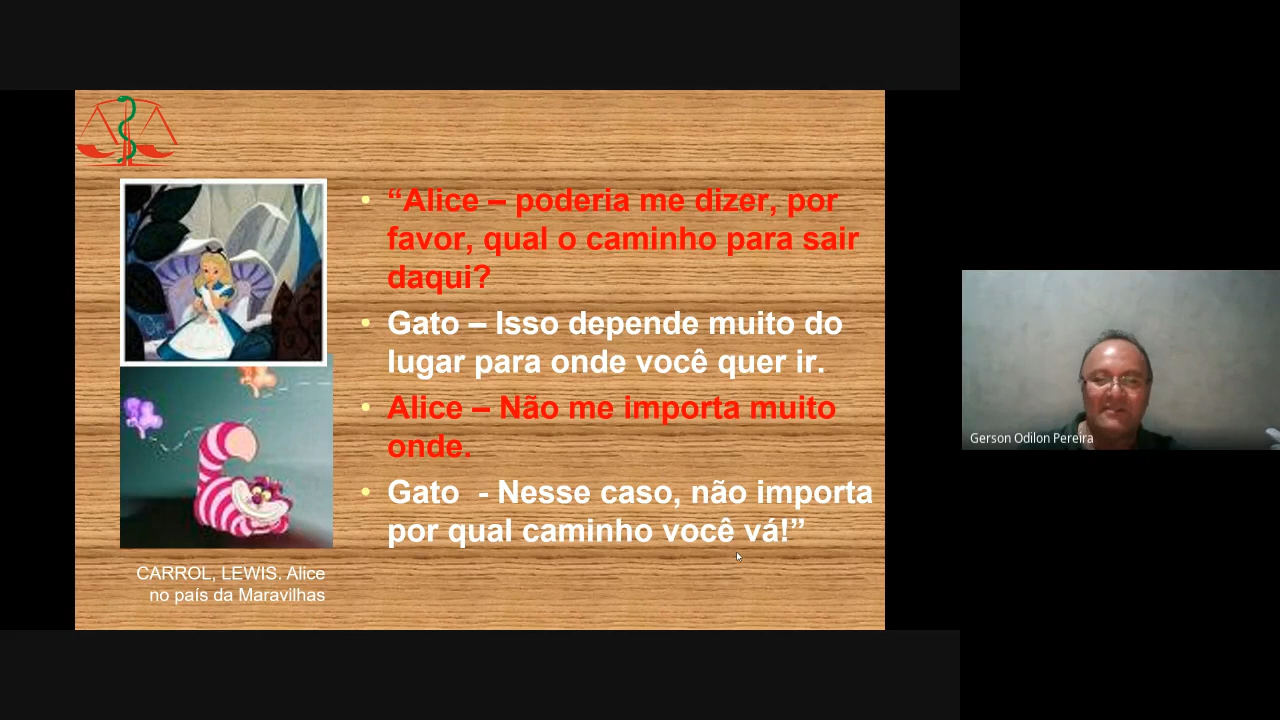 “Alice – poderia me dizer, por
favor, qual o caminho para sair
daqui?
Gato – Isso depende muito do
lugar para onde você quer ir.
Alice – Não me importa muito
onde.
Gato - Nesse caso, não importa
por qual caminho você vá!”
CARROL, LEWIS. Alice
no país da Maravilhas
Gerson Odilon Pereira